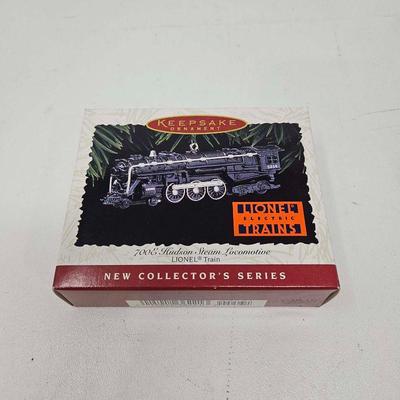 KEEPSAKE
ORNAMENT
LIONEL®
ELECTRIC
TRAINS
700E Hudson Steam Locomotive
LIONEL® Train
NEW COLLECTOR'S SERIES